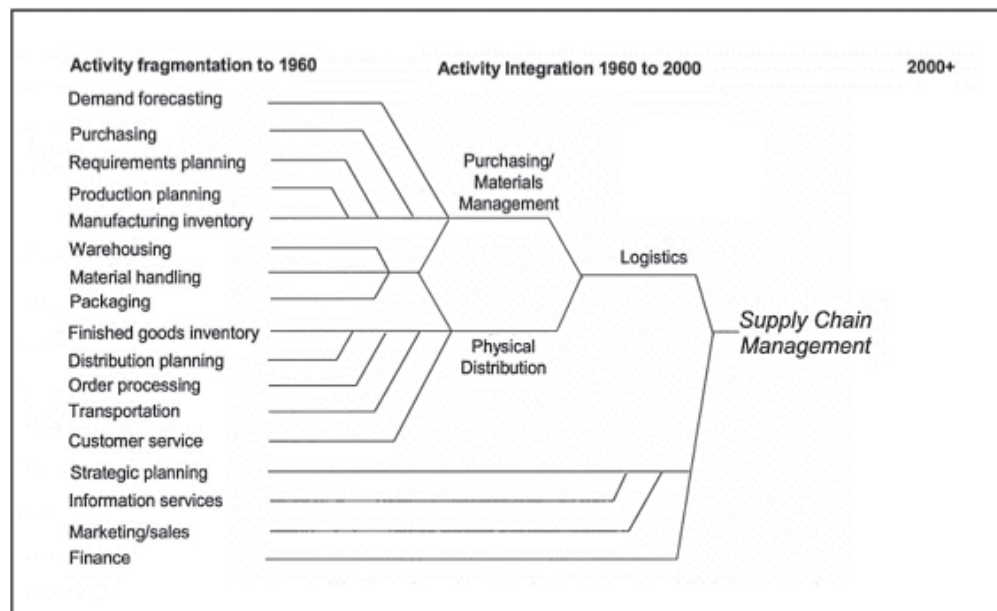 Activity fragmentation to 1960
Activity Integration 1960 to 2000
2000+
Demand forecasting
Purchasing
Requirements planning
Production planning
Manufacturing inventory
Warehousing
Material handling
Packaging
Finished goods inventory
Distribution planning
Order processing
Transportation
Customer service
Strategic planning
Information services
Marketing/sales
Finance
Purchasing/
Materials
Management
Physical
Distribution
Logistics
Supply Chain
Management